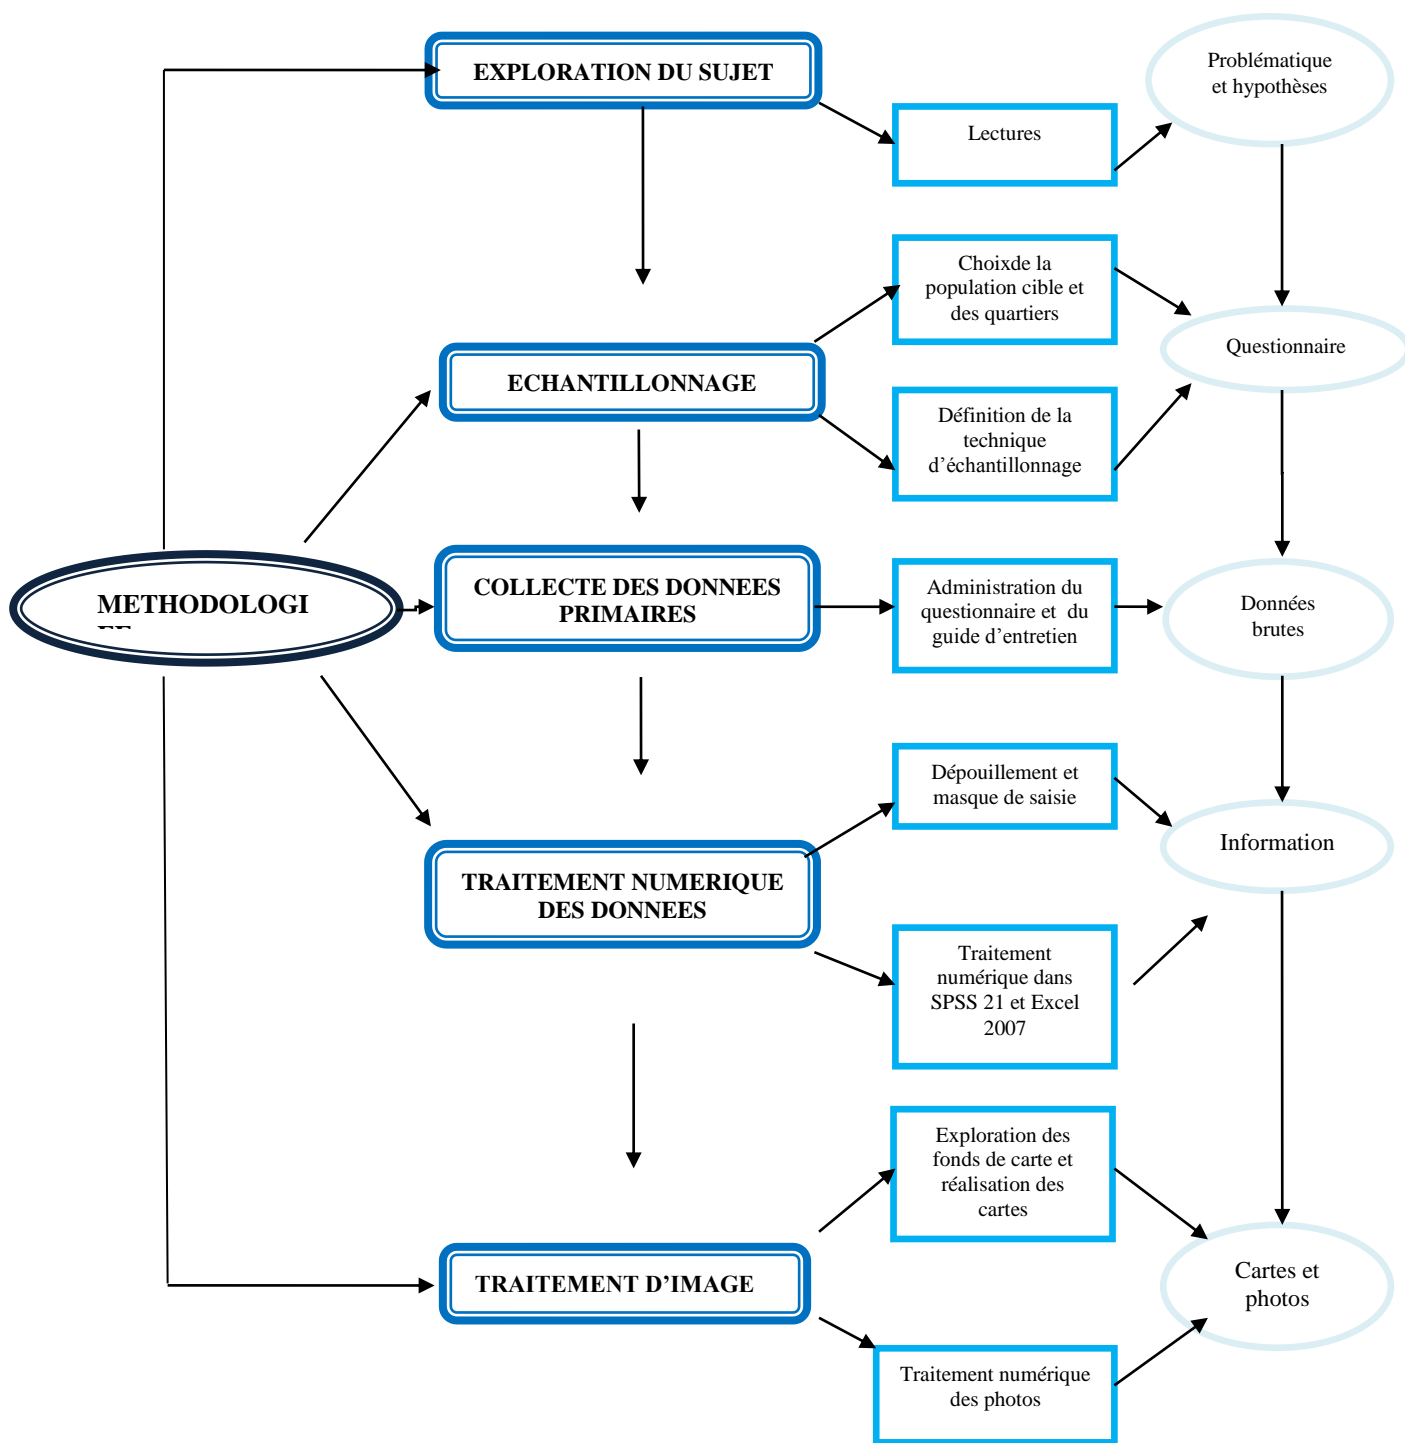 EXPLORATION DU SUJET
Problématique
et hypothèses
Lectures
Choixde la
population cible et
des quartiers
Questionnaire
ECHANTILLONNAGE
Définition de la
technique
d’échantillonnage
METHODOLOGI
COLLECTE DES DONNEES
PRIMAIRES
Administration du
questionnaire et du
guide d’entretien
Données
brutes
Dépouillement et
masque de saisie
Information
TRAITEMENT NUMERIQUE
DES DONNEES
Traitement
numérique dans
SPSS 21 et Excel
2007
Exploration des
fonds de carte et
réalisation des
cartes
TRAITEMENT D’IMAGE
Cartes et
photos
Traitement numérique
des photos